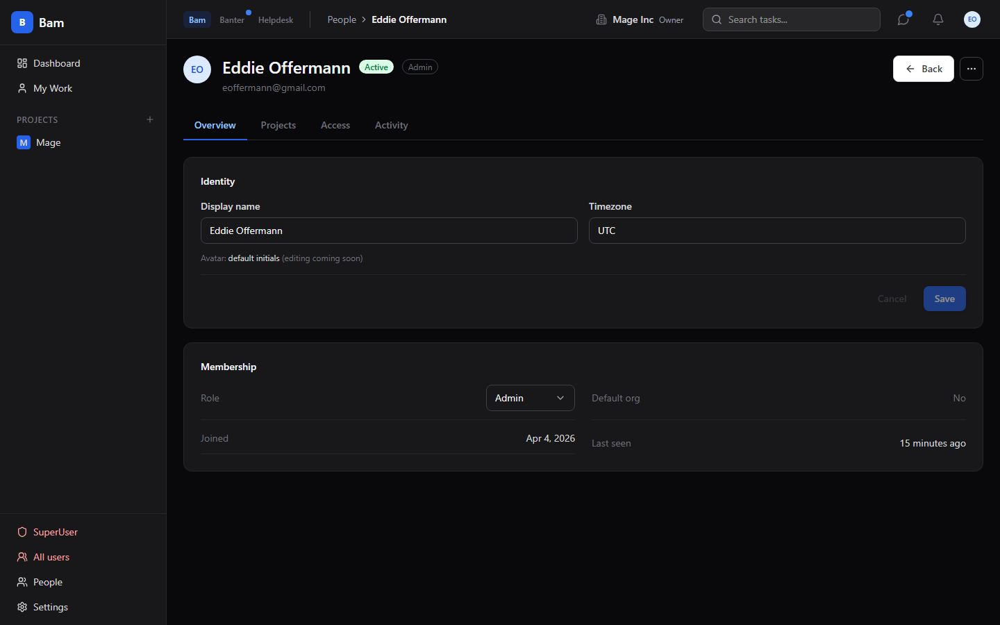 B Bam
Dashboard
My Work
PROJECTS
M Mage
SuperUser
All users
People
Settings
Bam Banter Helpdesk People Eddie Offermann Mage Inc Owner Search tasks... EO
EO Eddie Offermann Active Admin Back
eoffermann@gmail.com
Overview Projects Access Activity
Identity
Display name Timezone
Eddie Offermann UTC
Avatar: default initials (editing coming soon)
Cancel Save
Membership
Role Admin Default org No
Joined Apr 4, 2026 Last seen 15 minutes ago